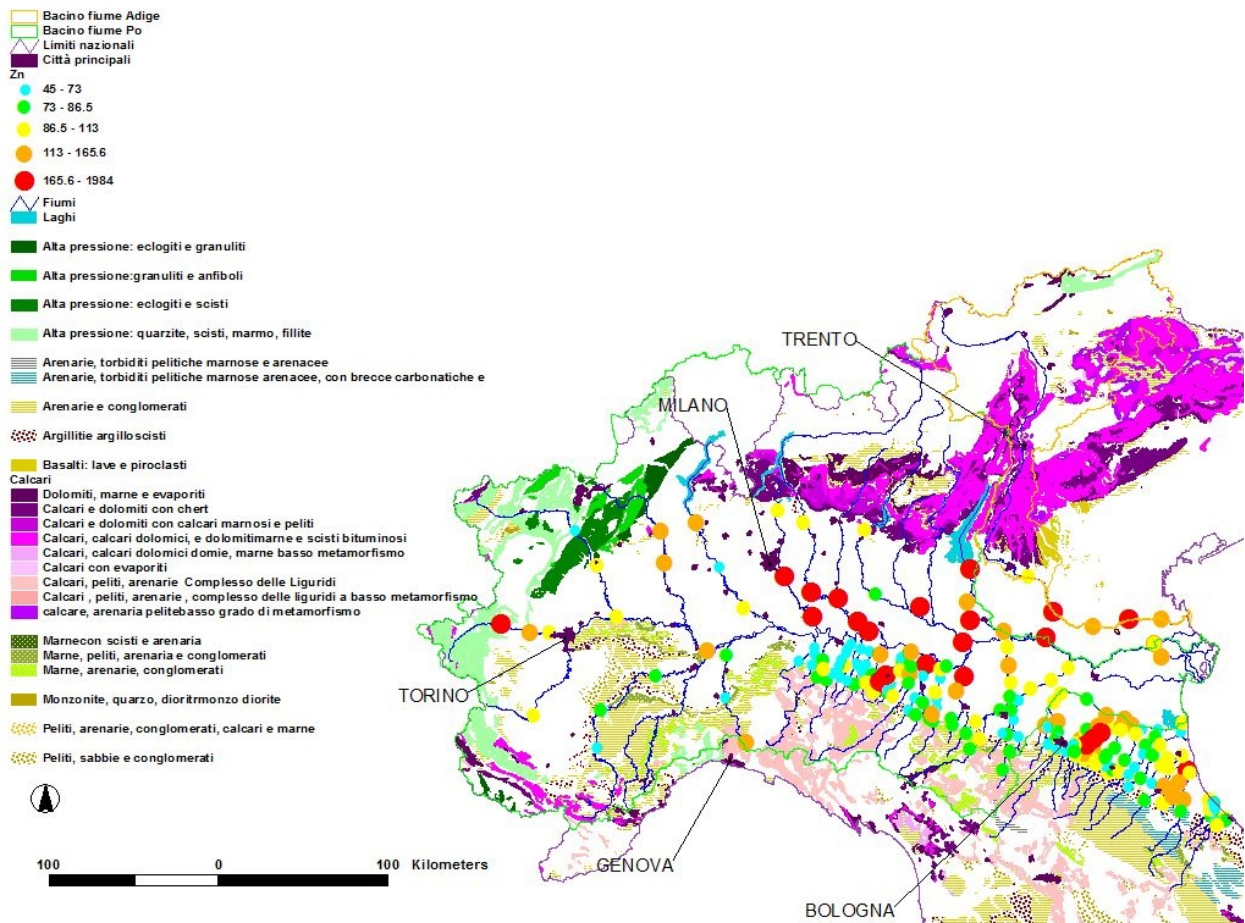 Bacino fiume Adige
Bacino fiume Po
Limiti nazionali
Città principali
Zn
45 - 73
73 - 86.5
86.5 - 113
113 - 165.6
165.6 - 1984
Fiumi
Laghi
Alta pressione: eclogiti e granuliti
Alta pressione:granuliti e anfiboli
Alta pressione: eclogiti e scisti
Alta pressione: quarzite, scisti, marmo, fillite
Arenarie, torbiditi pelitiche marnose e arenacee
Arenarie, torbiditi pelitiche marnose arenacee, con brecce carbonatiche e
Arenarie e conglomerati
Argillitie argilloscisti
Basalti: lave e piroclasti
Calcari
Dolomiti, marne e evaporiti
Calcari e dolomiti con chert
Calcari e dolomiti con calcari marnosi e peliti
Calcari, calcari dolomici, e dolomitimarne e scisti bituminosi
Calcari, calcari dolomici domie, marne basso metamorfismo
Calcari con evaporiti
Calcari, peliti, arenarie Complesso delle Liguridi
Calcari , peliti, arenarie , complesso delle liguridi a basso metamorfismo
calcare, arenaria pelitebasso grado di metamorfismo
Marnecon scisti e arenaria
Marne, peliti, arenaria e conglomerati
Marne, arenarie, conglomerati
Monzonite, quarzo, dioritrmonzo diorite
Peliti, arenarie, conglomerati, calcari e marne
Peliti, sabbie e conglomerati
100 0 100 Kilometers
TRENTO
MILANO
TORINO
GENOVA
BOLOGNA